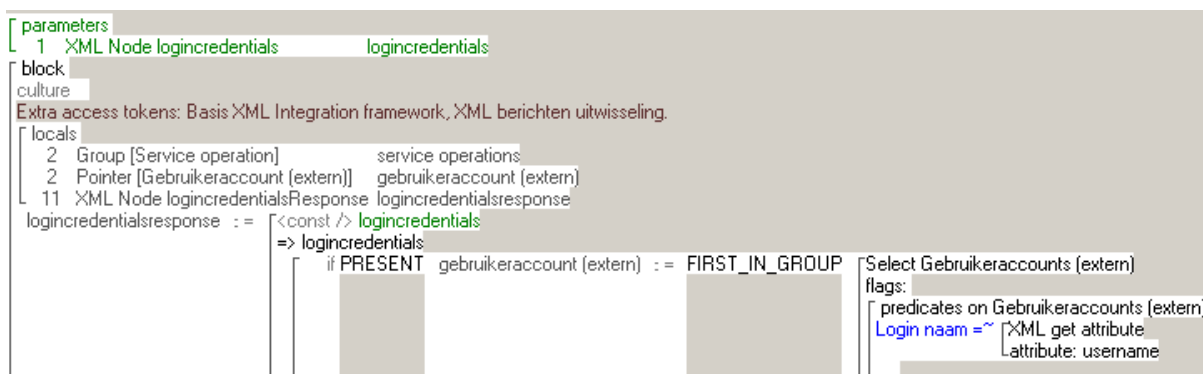 parameters
1 XML Node logincredentials logincredentials
block
culture
Extra access tokens: Basis XML Integration framework, XML berichten uitwisseling.
locals
2 Group [Service operation] service operations
2 Pointer [Gebruikeraccount (extern)] gebruikeraccount (extern)
11 XML Node logincredentialsResponse logincredentialsresponse
logincredentialsresponse := <const /> logincredentials
=> logincredentials
if PRESENT gebruikeraccount (extern) := FIRST_IN_GROUP Select Gebruikeraccounts (extern)
flags:
predicates on Gebruikeraccounts (extern)
Login naam =~ XML get attribute
attribute: username